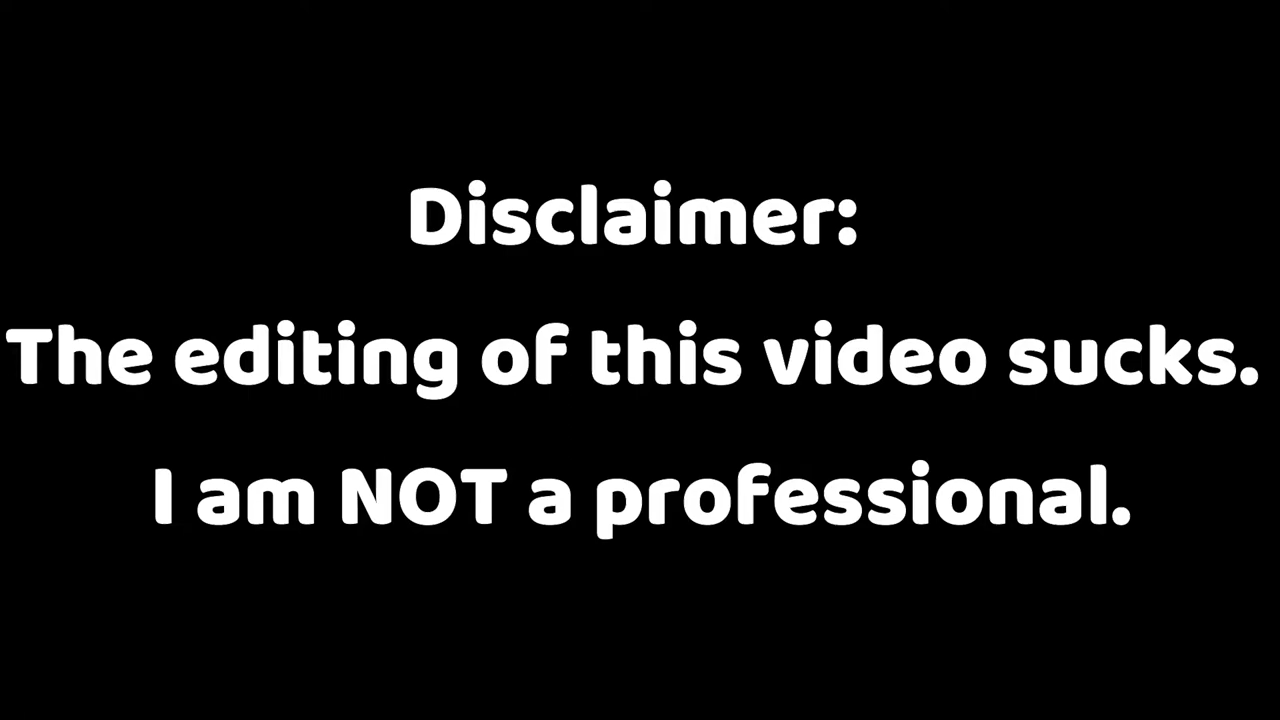 Disclaimer:
The editing of this video sucks.
I am NOT a professional.